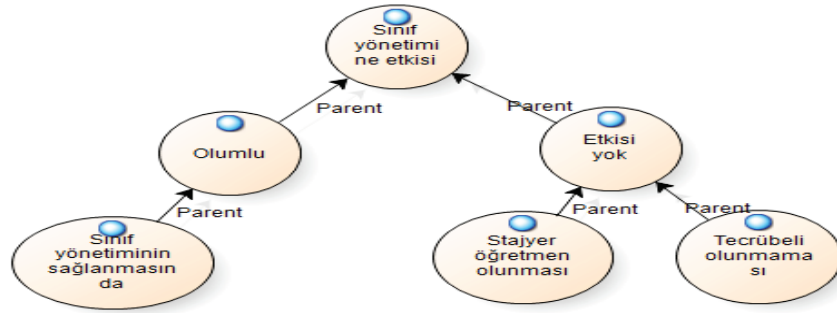 Sınıf
yönetimi
ne etkisi
Parent
Parent
Olumlu
Etkisi
yok
Parent
Parent
Parent
Sınıf
yönetiminin
sağlanmasın
da
Stajyer
öğretmen
olunması
Tecrübeli
olunmama
sı